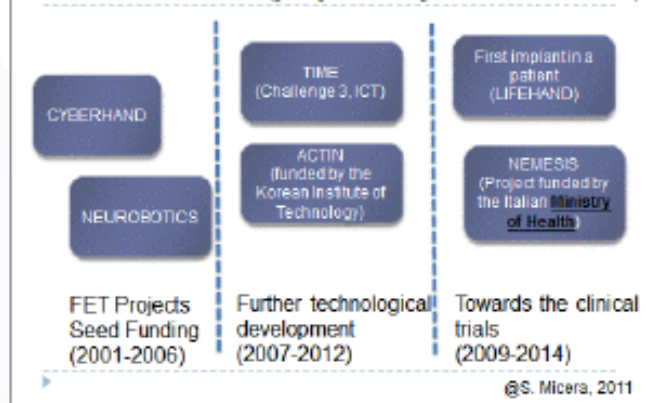 CYBERHAND
NEUROBOTICS
FET Projects
Seed Funding
(2001-2006)
TIME
(Challenge 3, ICT)
ACTIN
(funded by the
Korean Institute of
Technology)
Further technological
development
(2007-2012)
First implant in a
patient
(LIFEHAND)
NEMESIS
(Project funded by
the Italian Ministry
of Health)
Towards the clinical
trials
(2009-2014)
@S. Micera, 2011